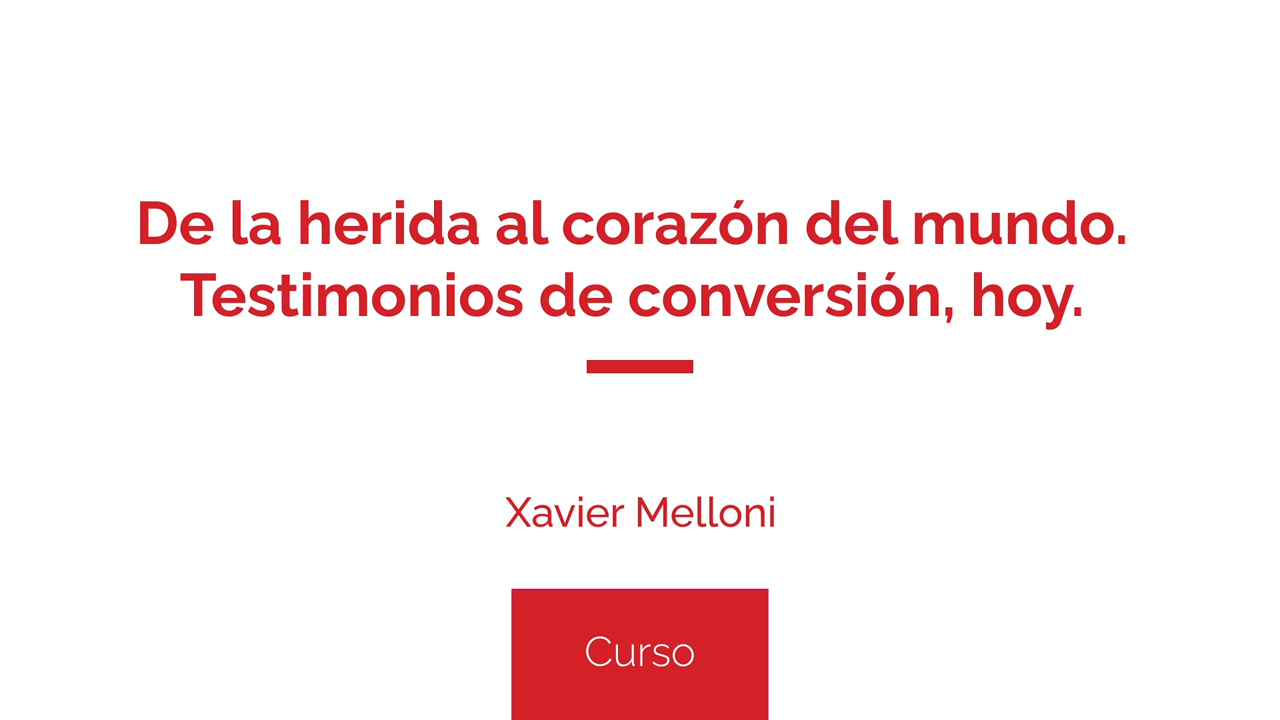 De la herida al corazón del mundo.
Testimonios de conversión, hoy.
Xavier Melloni
Curso